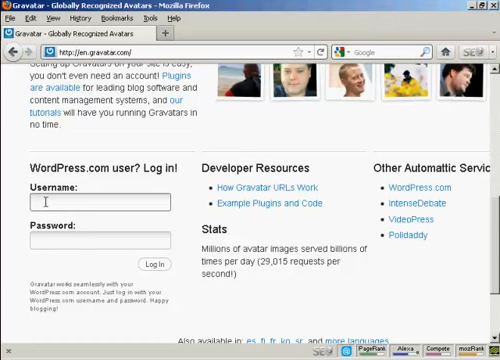 Gravatar - Globally Recognized Avatars - Mozilla Firefox
File Edit View History Bookmarks Tools Help
Gravatar - Globally Recognized Avatars
http://en.gravatar.com/
Google
you don't even need an account! Plugins
are available for leading blog software and
content management systems, and our
tutorials will have you running Gravatars in
no time.
WordPress.com user? Log in!
Username:
Password:
Log In
Gravatar works seamlessly with your
WordPress.com account. Just log in with your
WordPress.com username and password. Happy
blogging!
Developer Resources
How Gravatar URLs Work
Example Plugins and Code
Stats
Millions of avatar images served billions of
times per day (29,015 requests per
second!)
Other Automattic Servic
WordPress.com
IntenseDebate
VideoPress
Polldaddy
Also available in: es, fi, fr, ko, sr, and more languages
PageRank
Alexa
Compete
mozRank